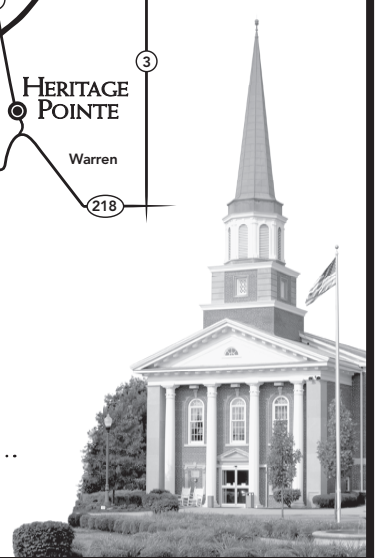 3
HERITAGE
POINTE
Warren
218
..